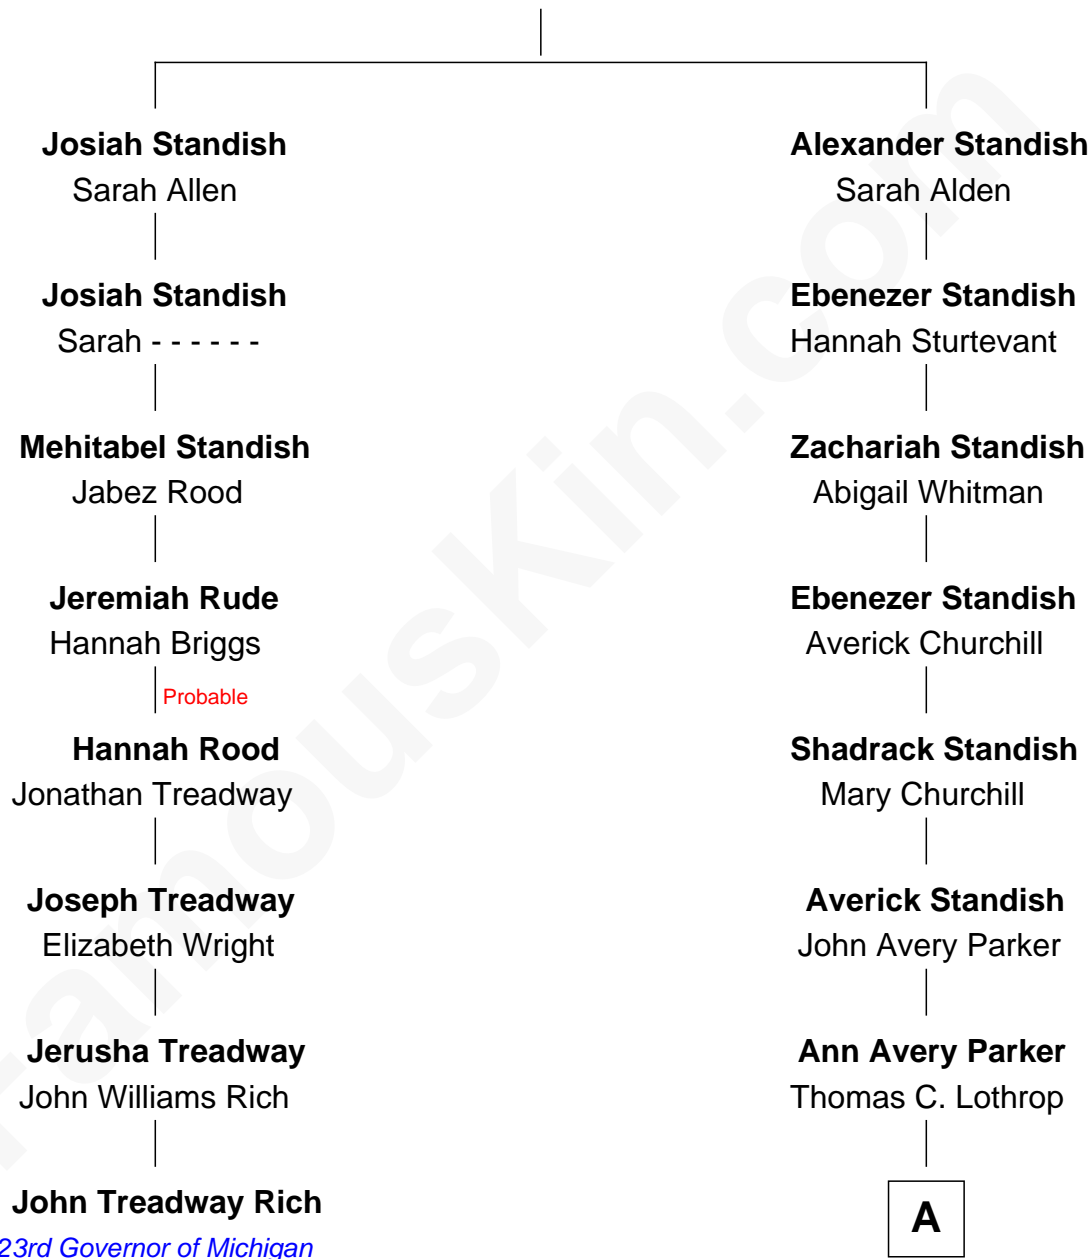 Josiah Standish
Sarah Allen
Josiah Standish
Sarah - - - - - -
Mehitabel Standish
Jabez Rood
Jeremiah Rude
Hannah Briggs
Probable
Hannah Rood
Jonathan Treadway
Joseph Treadway
Elizabeth Wright
Jerusha Treadway
John Williams Rich
John Treadway Rich
23rd Governor of Michigan
Alexander Standish
Sarah Alden
Ebenezer Standish
Hannah Sturtevant
Zachariah Standish
Abigail Whitman
Ebenezer Standish
Averick Churchill
Shadrack Standish
Mary Churchill
Averick Standish
John Avery Parker
Ann Avery Parker
Thomas C. Lothrop
A
FamousKin.com